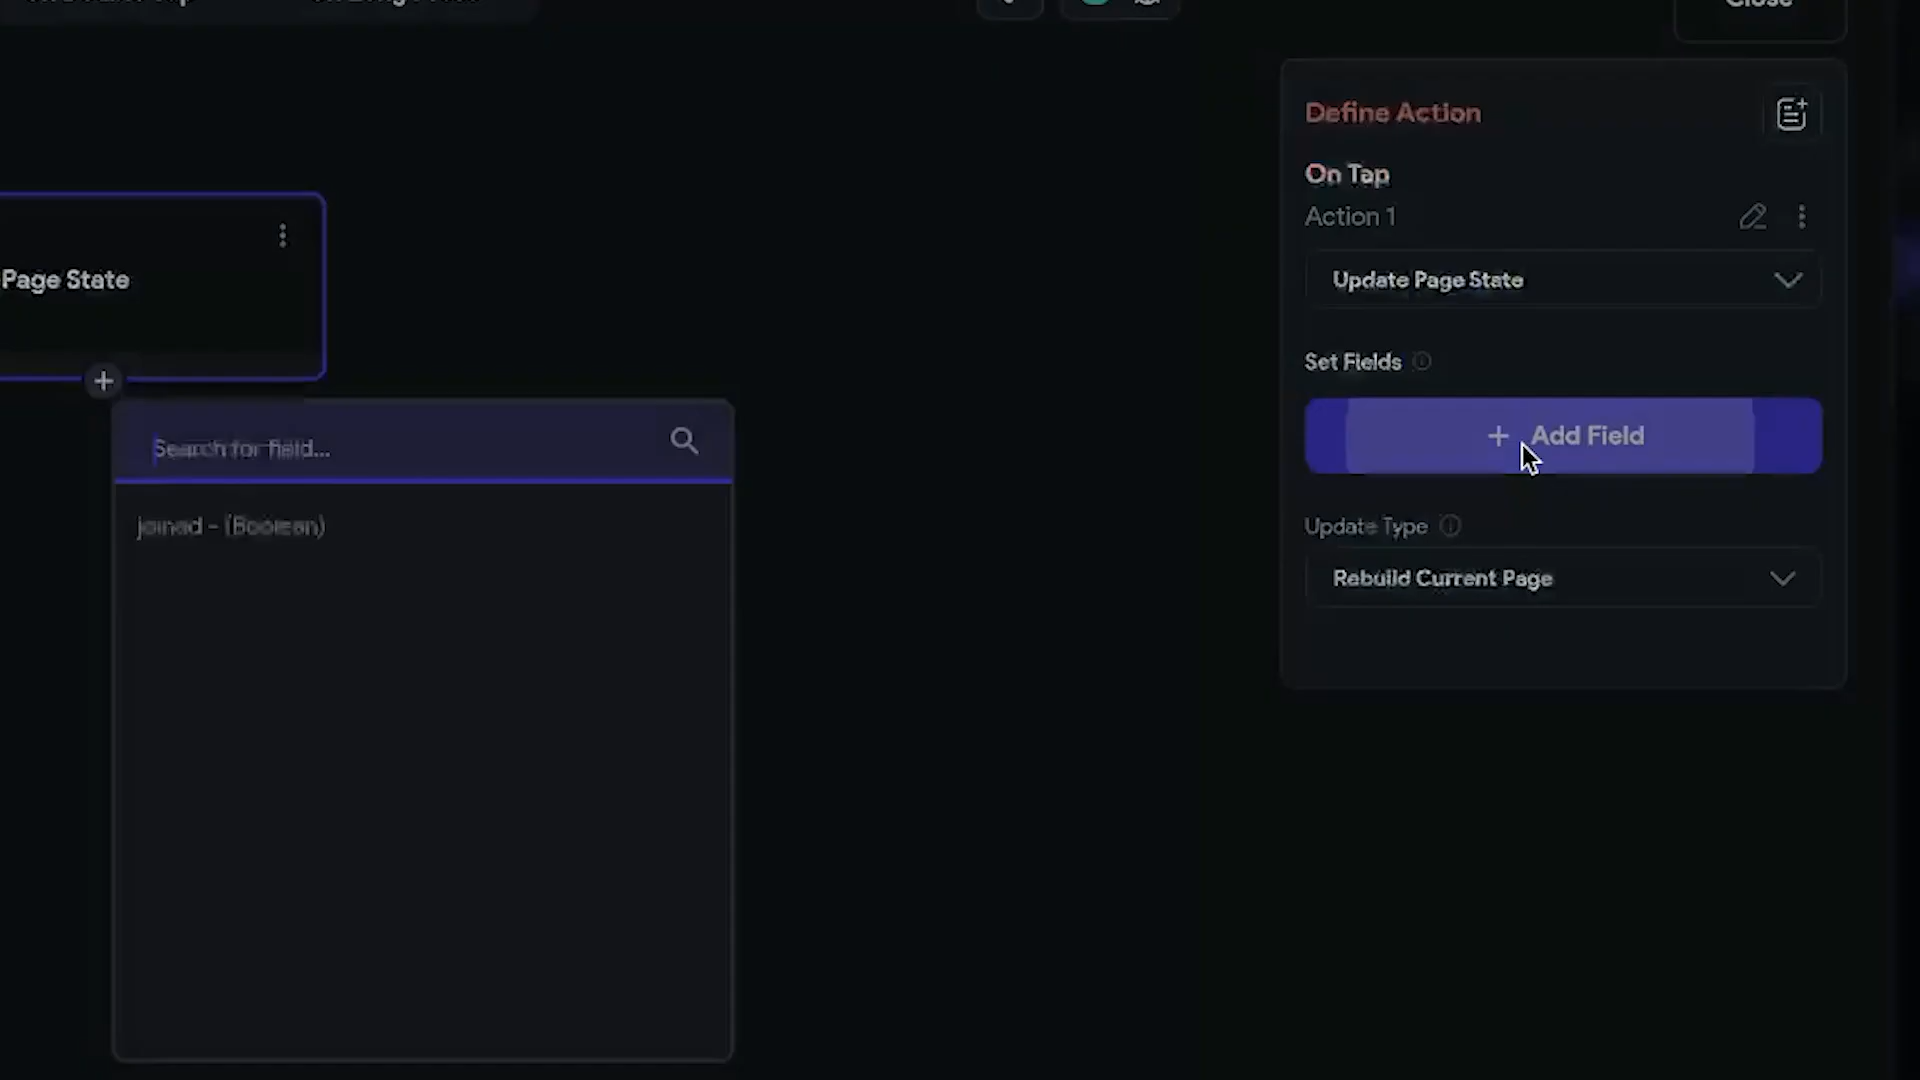 Close
Define Action
On Tap
Action 1
Page State
Update Page State
Set Fields
+ Add Field
Search for field...
joined - (Boolean)
Update Type
Rebuild Current Page